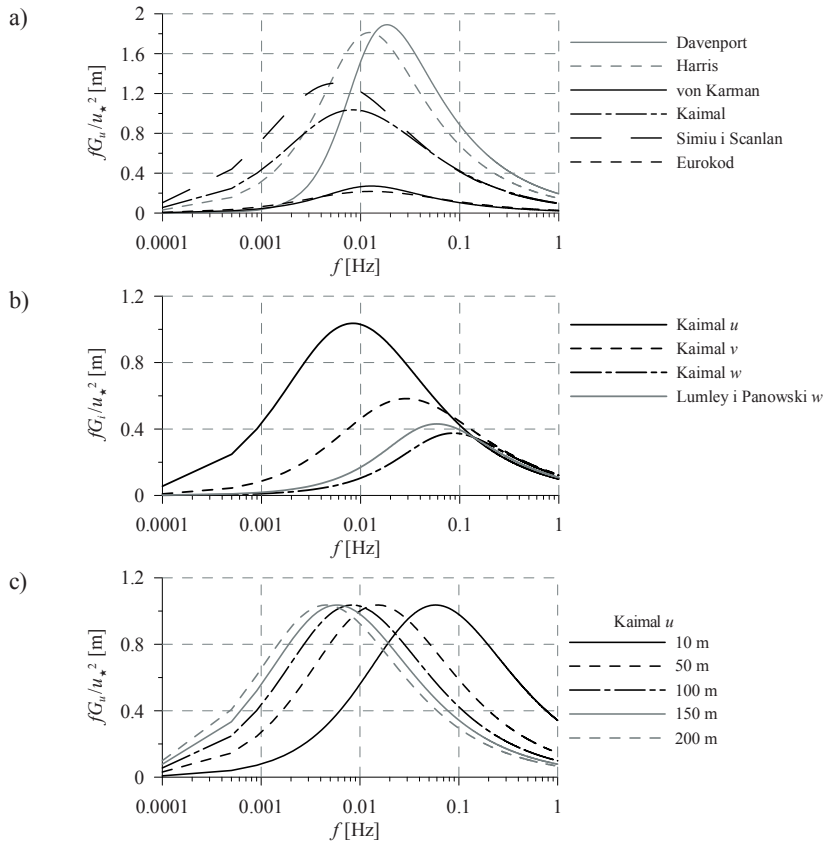 a)
fG_u/u_★^2 [m]
2
1.6
1.2
0.8
0.4
0
0.0001
0.001
0.01
0.1
1
f [Hz]
Davenport
Harris
von Karman
Kaimal
Simiu i Scanlan
Eurokod
b)
fG_i/u_★^2 [m]
1.2
0.8
0.4
0
0.0001
0.001
0.01
0.1
1
f [Hz]
Kaimal u
Kaimal v
Kaimal w
Lumley i Panowski w
c)
fG_u/u_★^2 [m]
1.2
0.8
0.4
0
0.0001
0.001
0.01
0.1
1
f [Hz]
Kaimal u
10 m
50 m
100 m
150 m
200 m